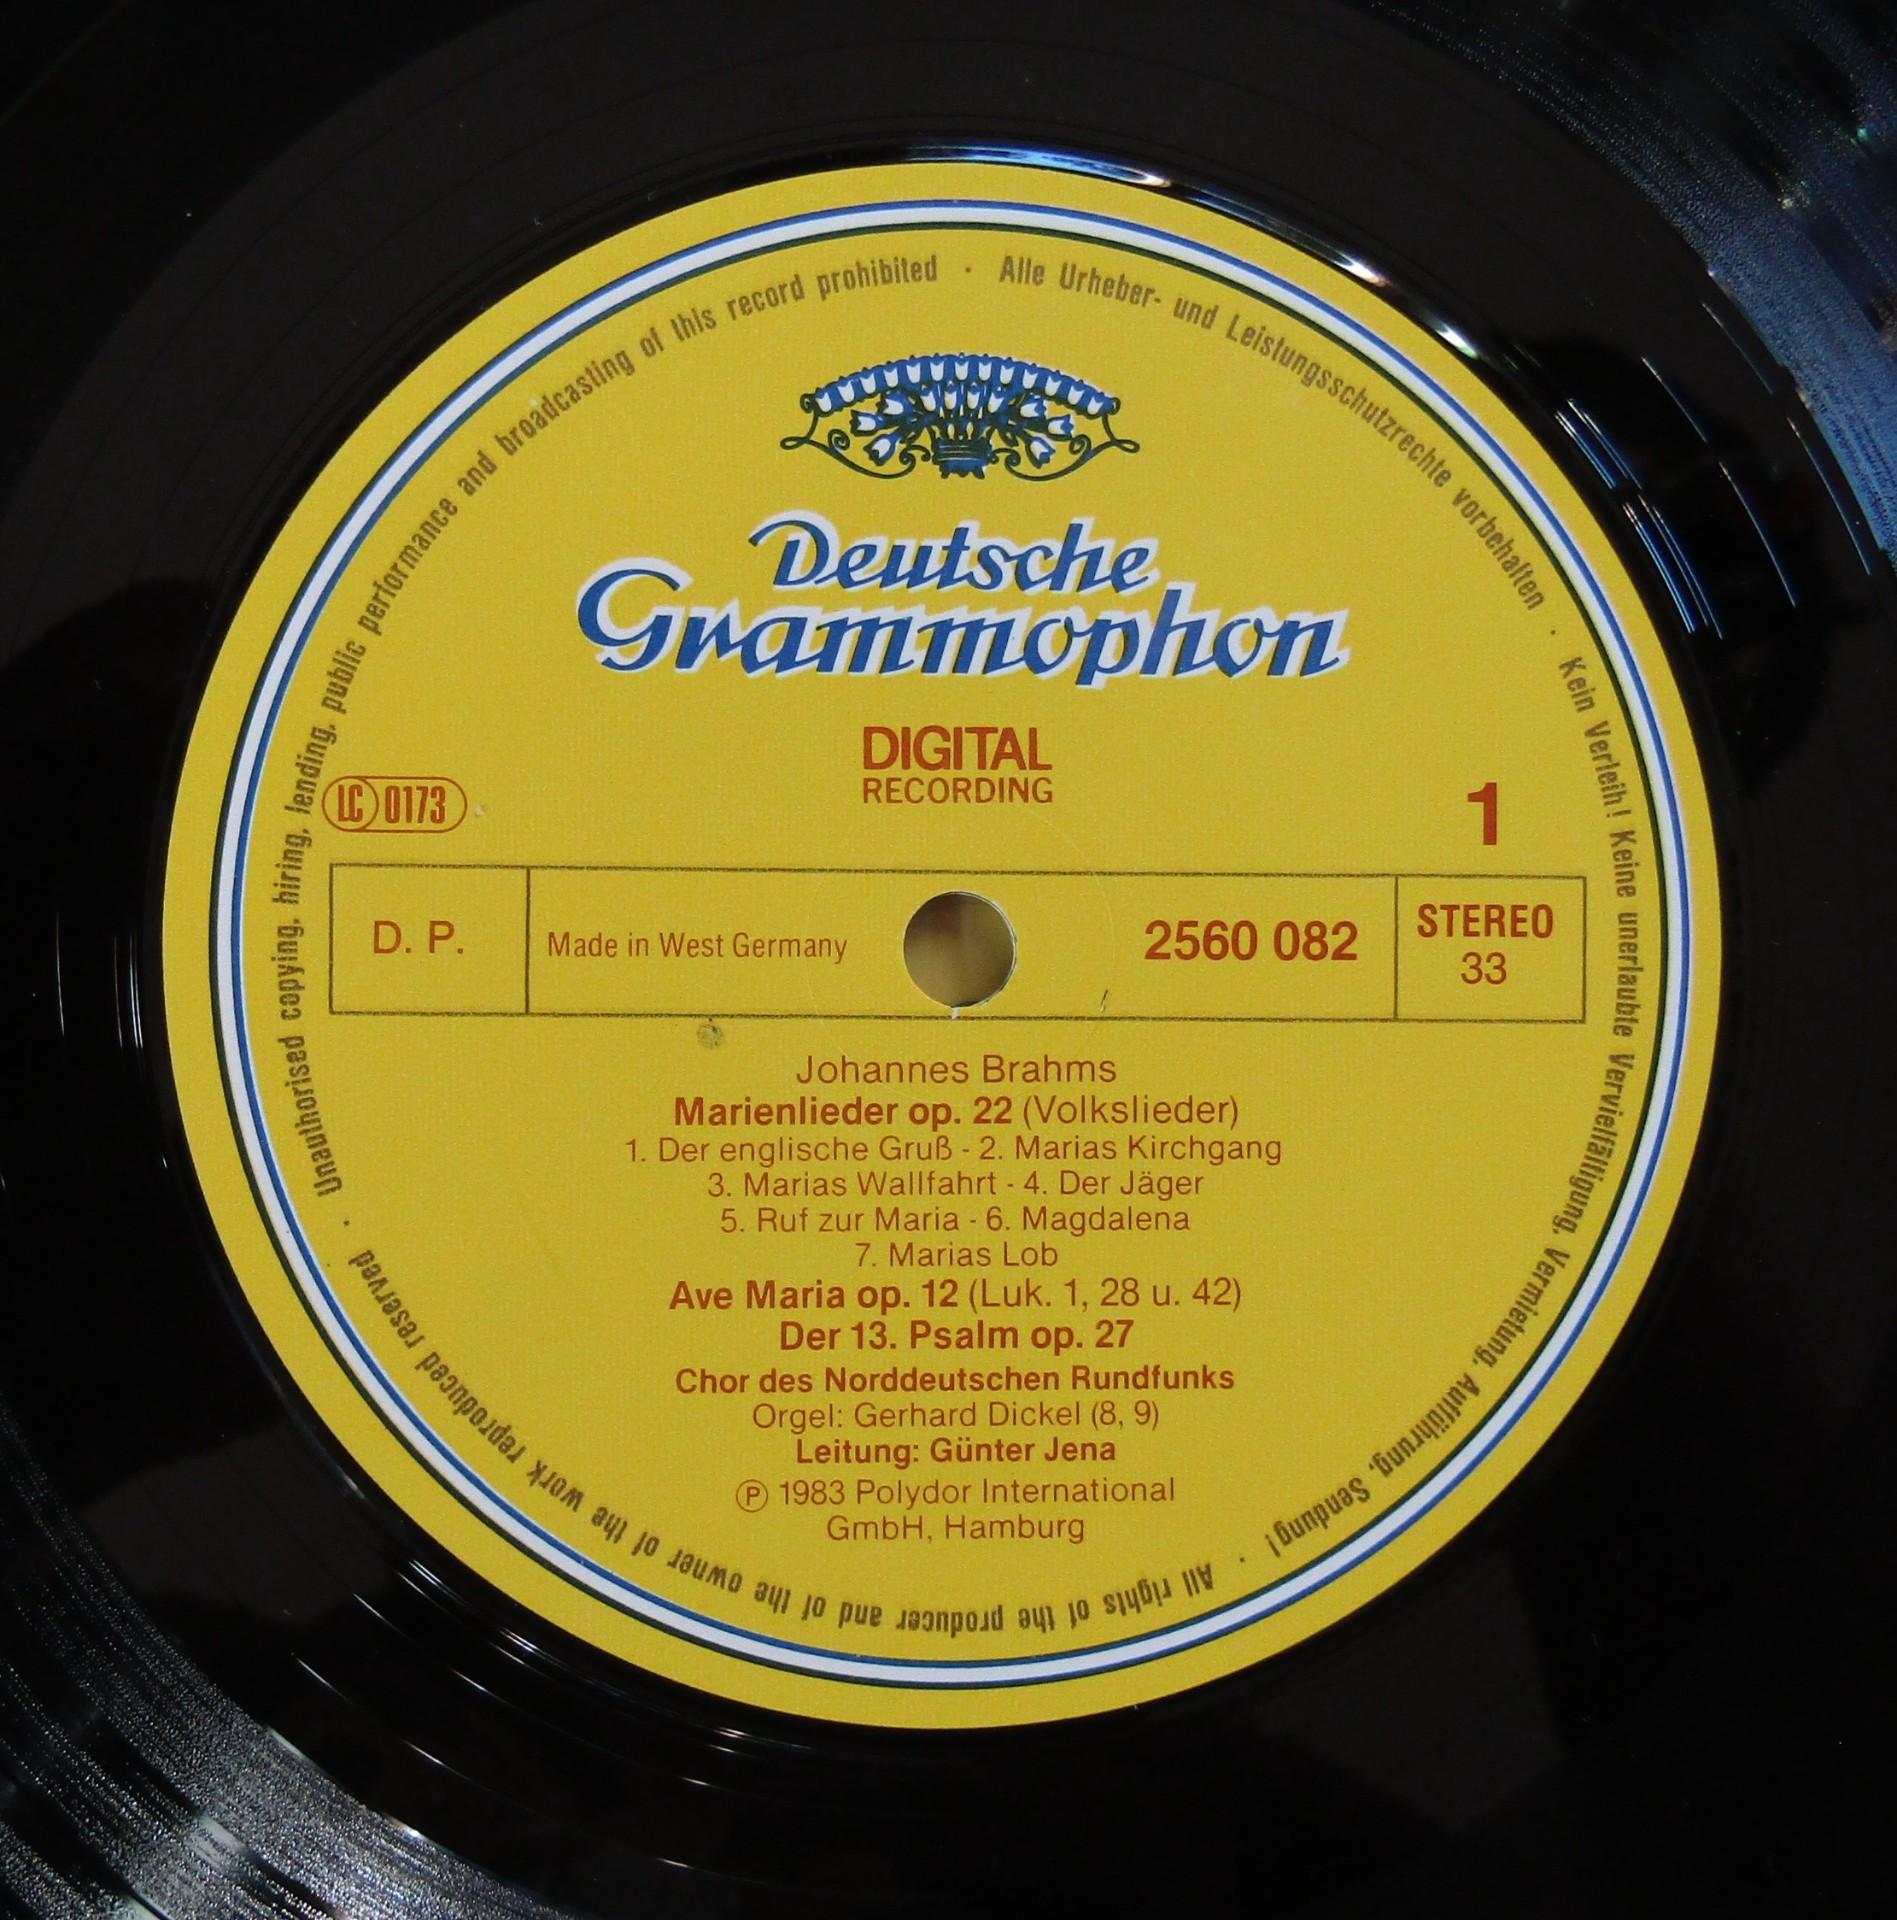 Unauthorised copying, hiring, lending, public performance and broadcasting of this record prohibited · Alle Urheber- und Leistungsschutzrechte vorbehalten · Kein Verleih! Keine unerlaubte Vervielfältigung, Vermietung, Aufführung, Sendung! · All rights of the producer and of the owner of the work reproduced reserved ·
Deutsche
Grammophon
DIGITAL
RECORDING
LC 0173
1
D. P.
Made in West Germany
2560 082
STEREO
33
Johannes Brahms
Marienlieder op. 22 (Volkslieder)
1. Der englische Gruß - 2. Marias Kirchgang
3. Marias Wallfahrt - 4. Der Jäger
5. Ruf zur Maria - 6. Magdalena
7. Marias Lob
Ave Maria op. 12 (Luk. 1, 28 u. 42)
Der 13. Psalm op. 27
Chor des Norddeutschen Rundfunks
Orgel: Gerhard Dickel (8, 9)
Leitung: Günter Jena
Ⓟ 1983 Polydor International
GmbH, Hamburg